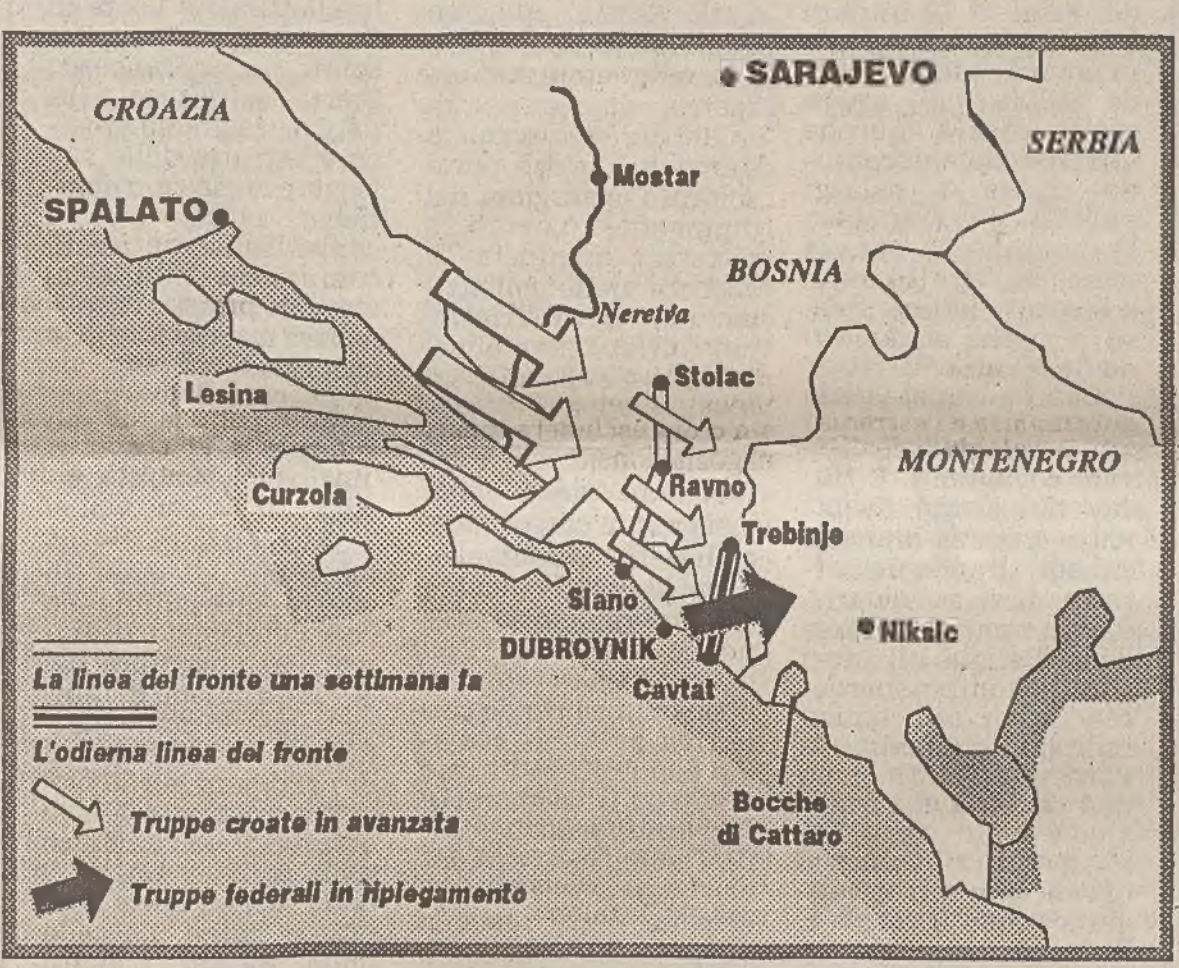 SARAJEVO
CROAZIA
SERBIA
Mostar
SPALATO
BOSNIA
Neretva
Stolac
Lesina
MONTENEGRO
Ravno
Curzola
Trebinje
Slano
Niksic
DUBROVNIK
Cavtat
La linea del fronte una settimana fa
L'odierna linea del fronte
Bocche
di Cattaro
Truppe croate in avanzata
Truppe federali in ripiegamento